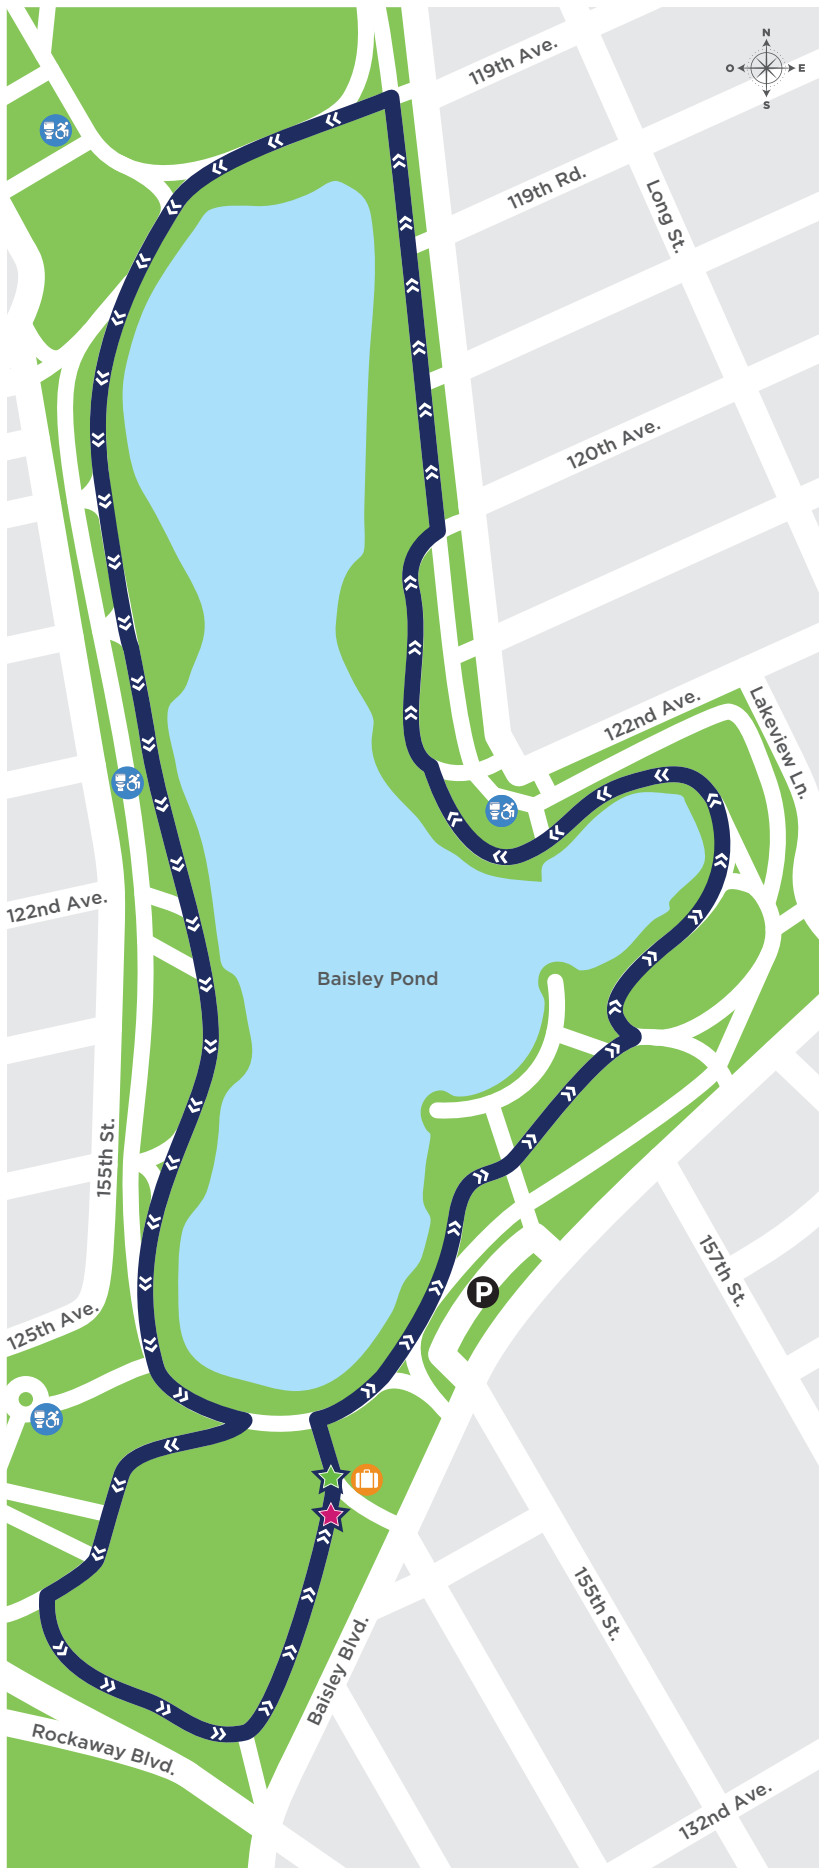 N
O
E
S
119th Ave.
119th Rd.
Long St.
120th Ave.
122nd Ave.
Lakeview Ln.
122nd Ave.
Baisley Pond
155th St.
157th St.
P
125th Ave.
155th St.
Baisley Blvd.
Rockaway Blvd.
132nd Ave.